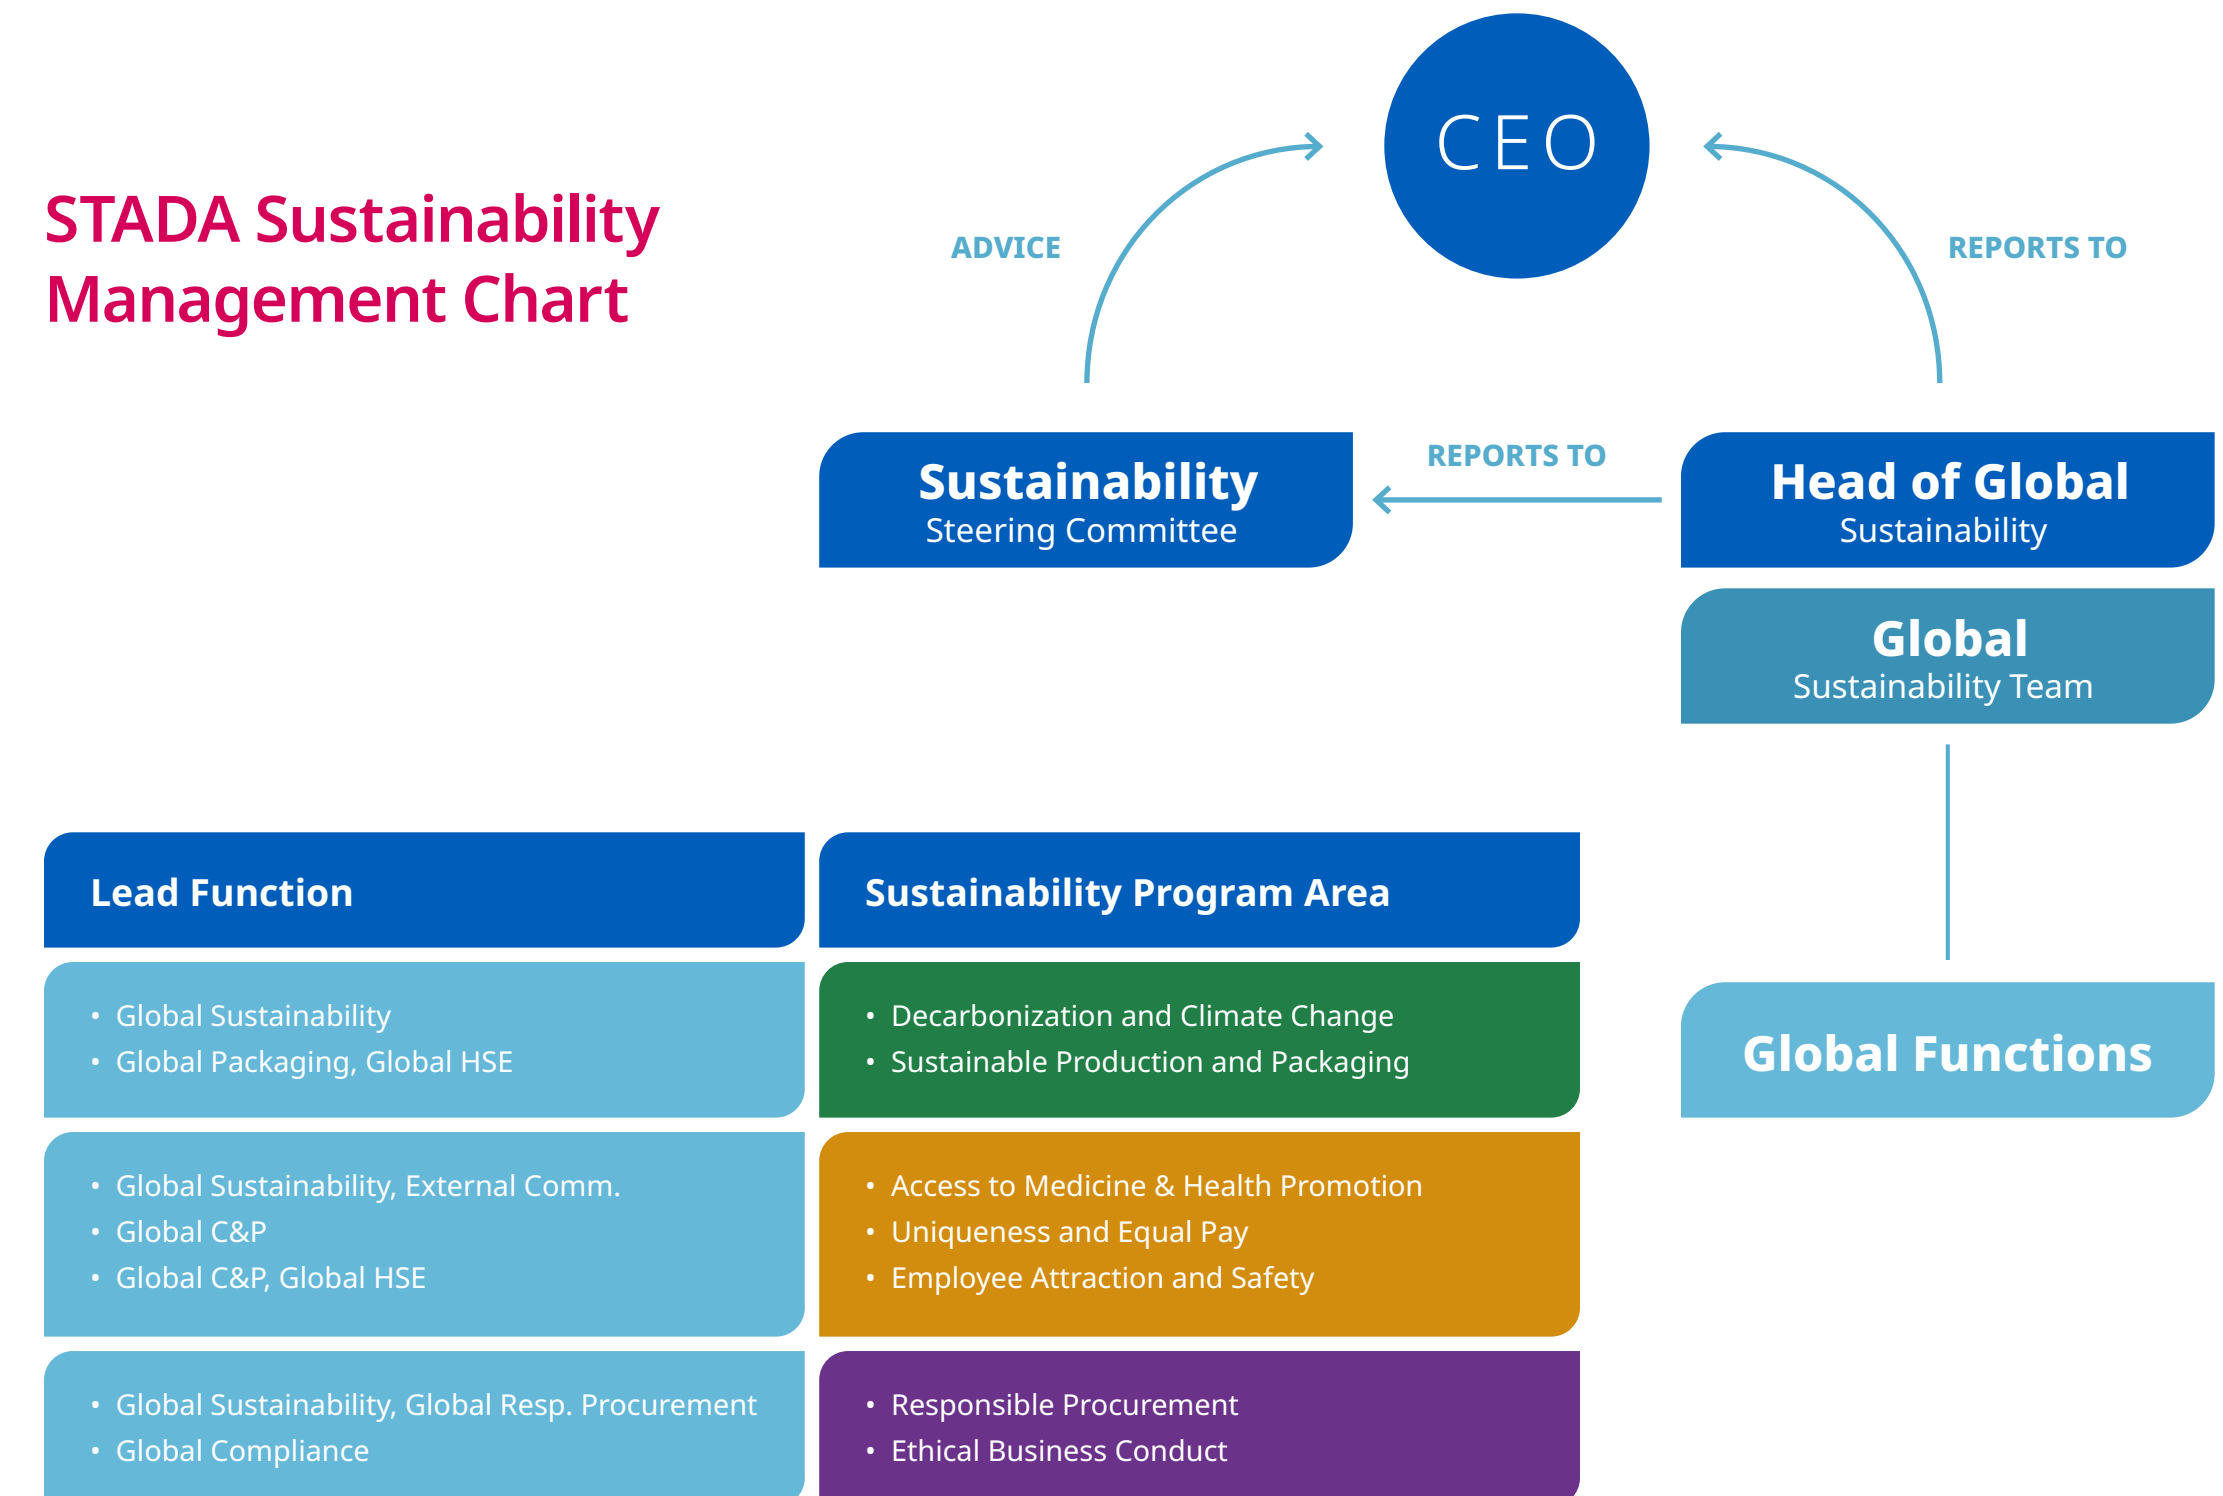 STADA Sustainability
Management Chart
CEO
ADVICE
REPORTS TO
Sustainability
Steering Committee
REPORTS TO
Head of Global
Sustainability
Global
Sustainability Team
Global Functions
Lead Function
Sustainability Program Area
• Global Sustainability
• Global Packaging, Global HSE
• Decarbonization and Climate Change
• Sustainable Production and Packaging
• Global Sustainability, External Comm.
• Global C&P
• Global C&P, Global HSE
• Access to Medicine & Health Promotion
• Uniqueness and Equal Pay
• Employee Attraction and Safety
• Global Sustainability, Global Resp. Procurement
• Global Compliance
• Responsible Procurement
• Ethical Business Conduct